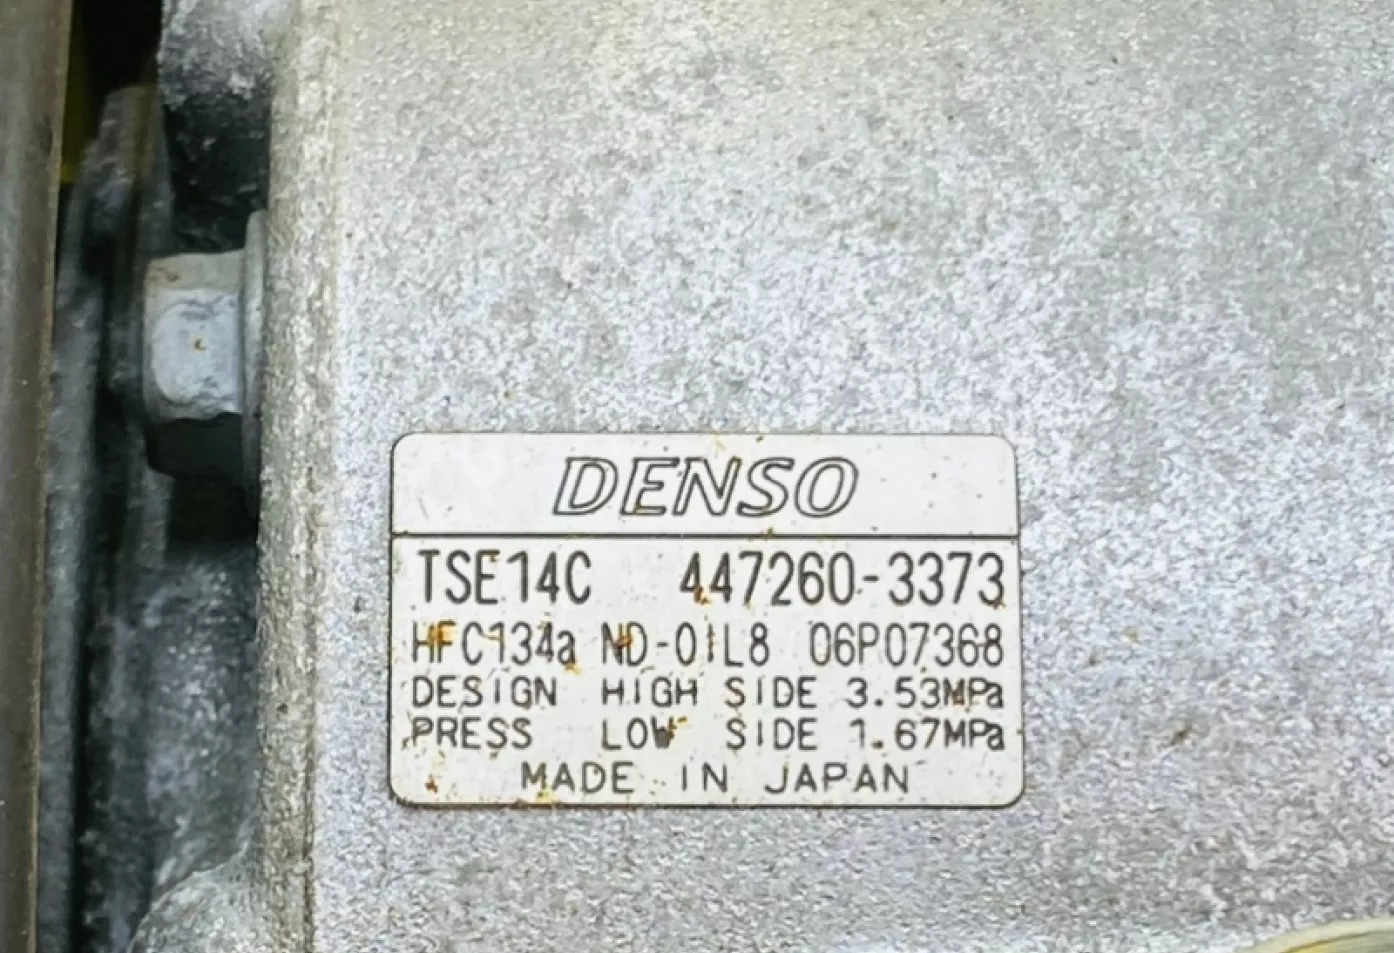 DENSO
TSE14C 447260-3373
HFC134a ND-OIL8 06P07368
DESIGN HIGH SIDE 3.53MPa
PRESS LOW SIDE 1.67MPa
MADE IN JAPAN